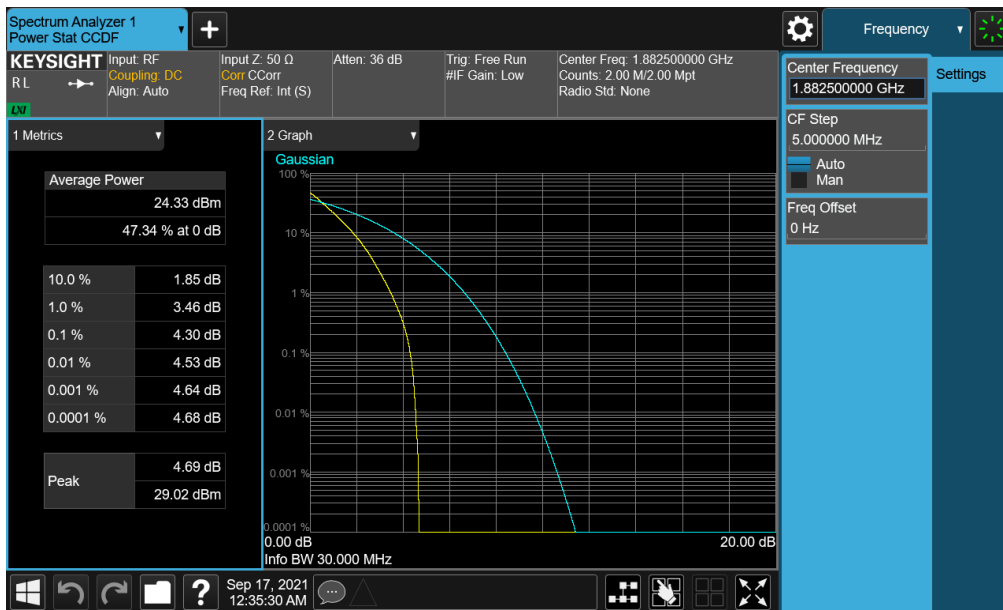 Spectrum Analyzer 1
Power Stat CCDF
Frequency
KEYSIGHT
R L
LXI
Input: RF
Coupling: DC
Align: Auto
Input Z: 50 Ω
Corr CCorr
Freq Ref: Int (S)
Atten: 36 dB
Trig: Free Run
#IF Gain: Low
Center Freq: 1.882500000 GHz
Counts: 2.00 M/2.00 Mpt
Radio Std: None
Center Frequency
1.882500000 GHz
Settings
CF Step
5.000000 MHz
Auto
Man
Freq Offset
0 Hz
1 Metrics
Average Power
24.33 dBm
47.34 % at 0 dB
10.0 % 1.85 dB
1.0 % 3.46 dB
0.1 % 4.30 dB
0.01 % 4.53 dB
0.001 % 4.64 dB
0.0001 % 4.68 dB
Peak 4.69 dB
29.02 dBm
2 Graph
Gaussian
100 %
10 %
1 %
0.1 %
0.01 %
0.001 %
0.0001 %
0.00 dB 20.00 dB
Info BW 30.000 MHz
?
Sep 17, 2021
12:35:30 AM